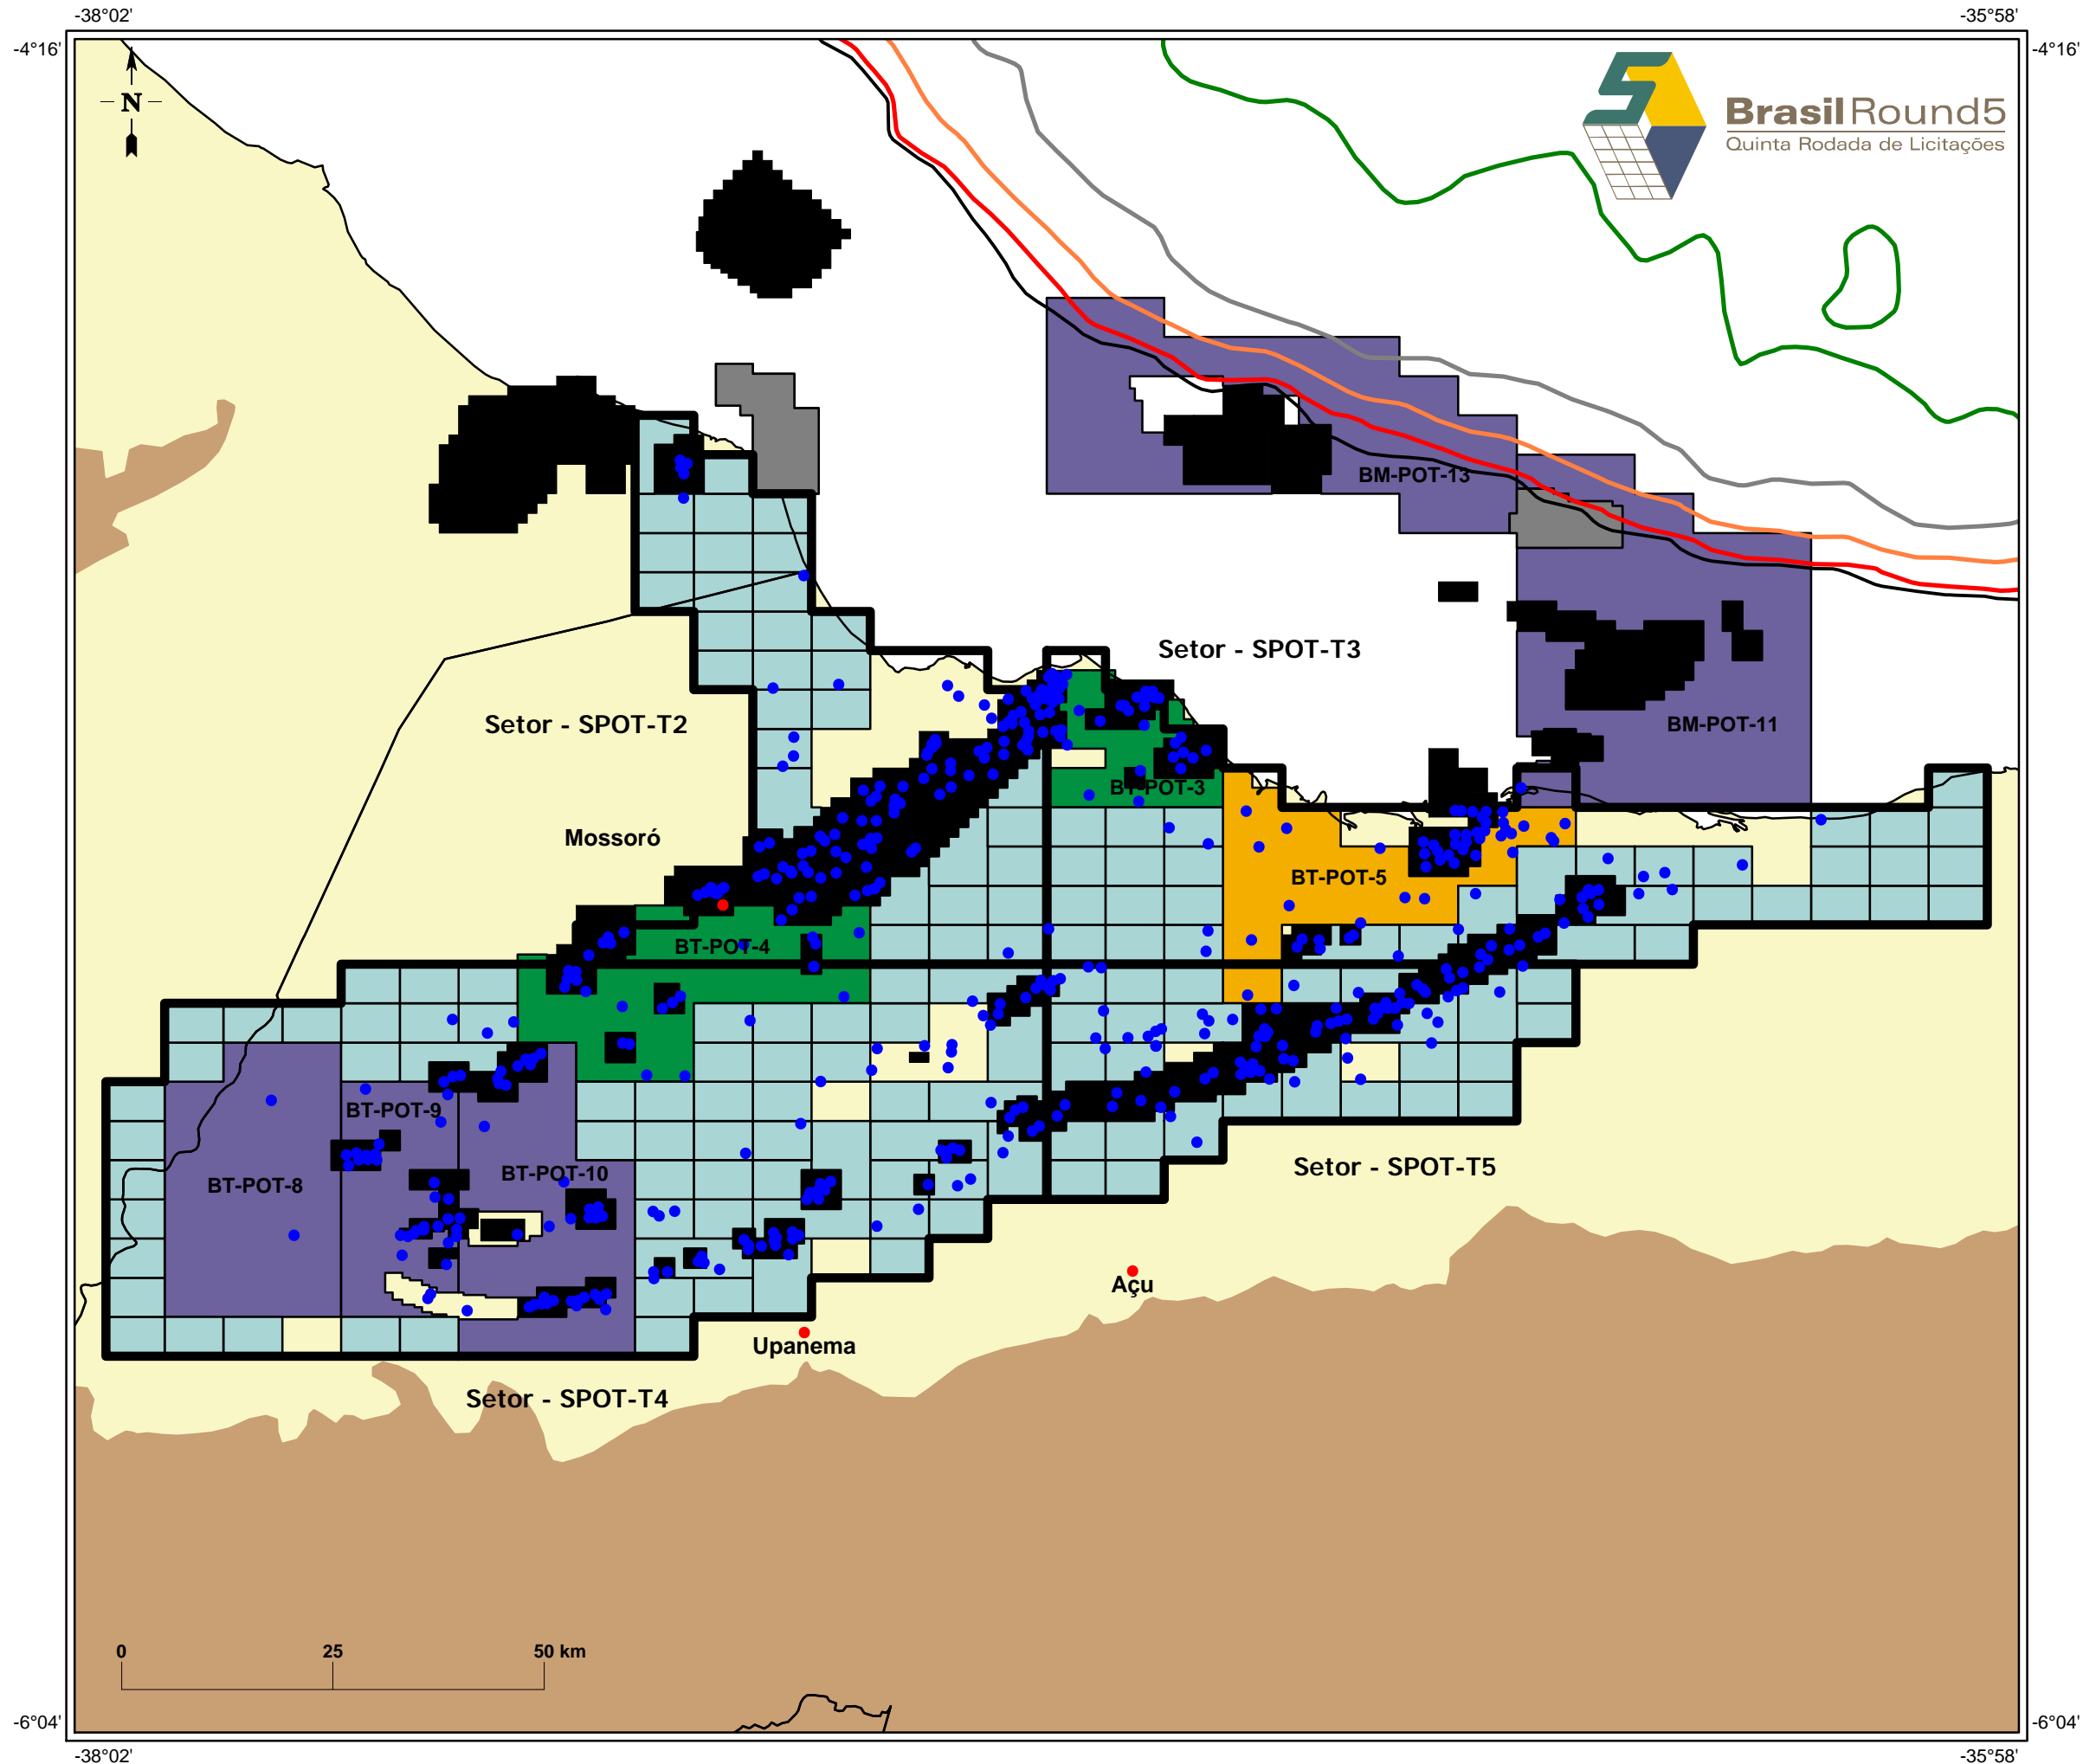 -38°02'
-35°58'
-4°16'
-4°16'
N
BrasilRound5
Quinta Rodada de Licitações
BM-POT-13
Setor - SPOT-T3
Setor - SPOT-T2
BM-POT-11
BT-POT-3
Mossoró
BT-POT-5
BT-POT-4
BT-POT-9
BT-POT-10
Setor - SPOT-T5
BT-POT-8
Açu
Upanema
Setor - SPOT-T4
0 25 50 km
-6°04'
-6°04'
-38°02'
-35°58'